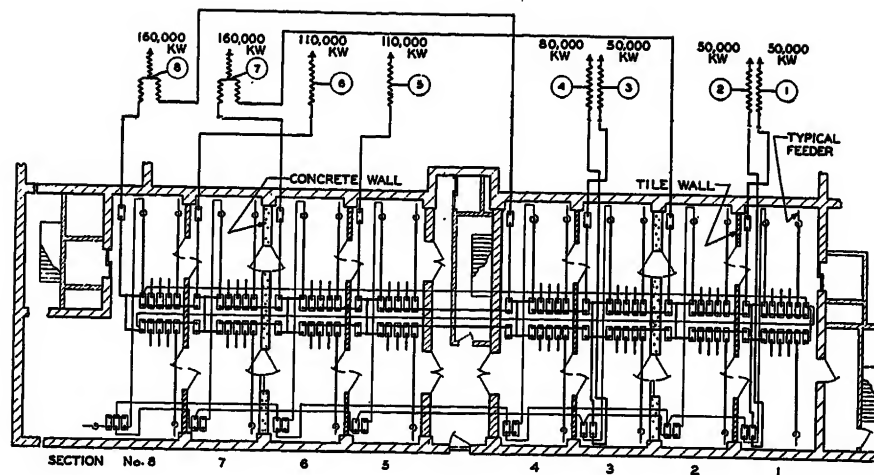 160,000 KW
160,000 KW
110,000 KW
110,000 KW
80,000 KW
50,000 KW
50,000 KW
50,000 KW
8
7
6
5
4
3
2
1
TYPICAL FEEDER
CONCRETE WALL
TILE WALL
SECTION No. 8 7 6 5 4 3 2 1